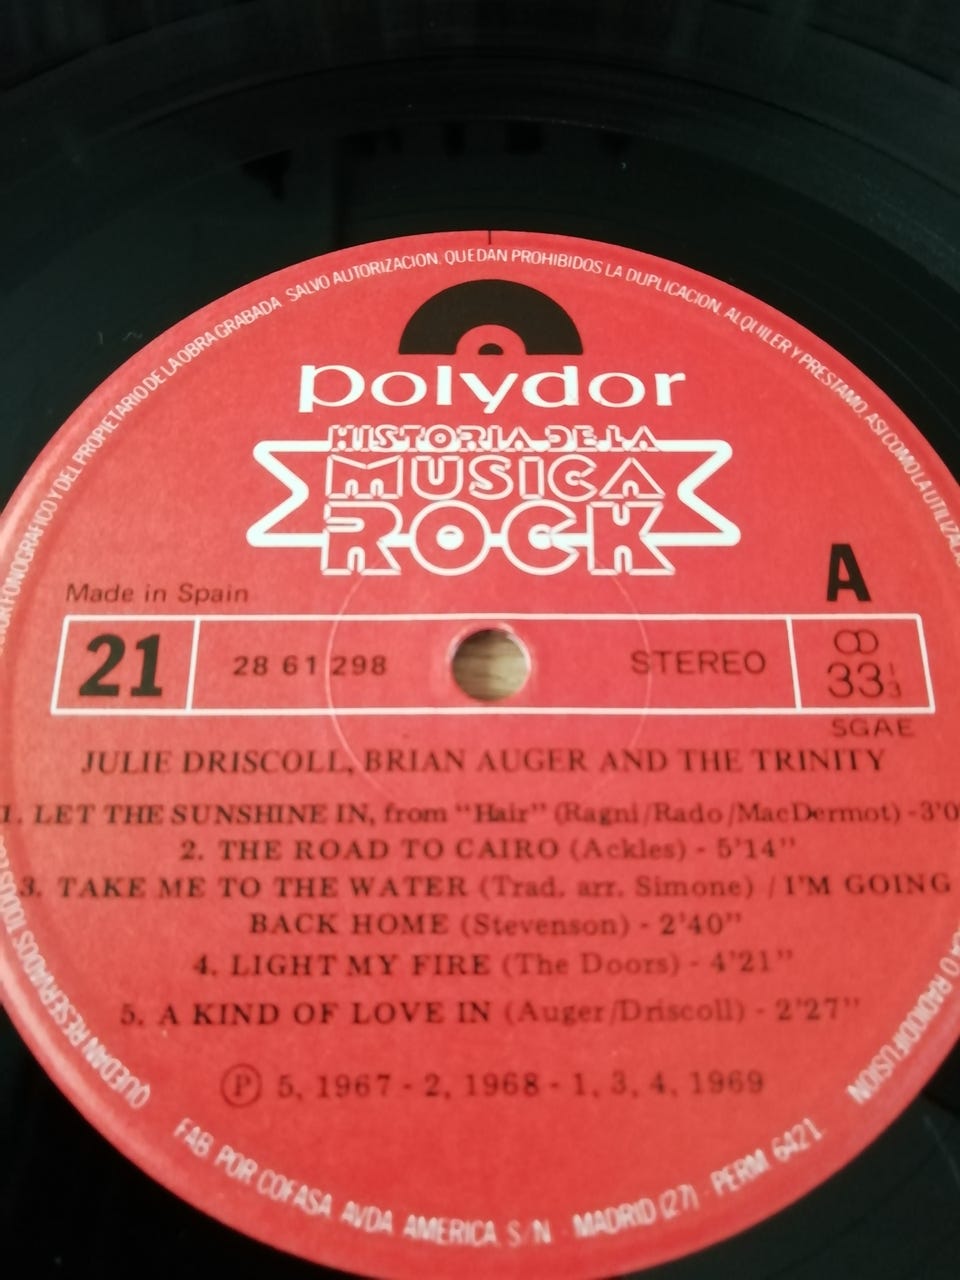 QUEDAN RESERVADOS TODOS
FONOGRAFICO Y DEL PROPIETARIO DE LA OBRA GRABADA SALVO AUTORIZACION, QUEDAN PROHIBIDOS LA DUPLICACION, ALQUILER Y PRESTAMO, ASI COMO LA
O RADIODIFUSION
polydor
HISTORIA DE LA
MUSICA
ROCK
Made in Spain
A
21
28 61 298
STEREO
33 1/3
SGAE
JULIE DRISCOLL, BRIAN AUGER AND THE TRINITY
1. LET THE SUNSHINE IN, from "Hair" (Ragni/Rado/MacDermot) - 3'0
2. THE ROAD TO CAIRO (Ackles) - 5'14"
3. TAKE ME TO THE WATER (Trad. arr. Simone) / I'M GOING
BACK HOME (Stevenson) - 2'40"
4. LIGHT MY FIRE (The Doors) - 4'21"
5. A KIND OF LOVE IN (Auger/Driscoll) - 2'27"
Ⓟ 5, 1967 - 2, 1968 - 1, 3, 4, 1969
FAB. POR COFASA AVDA AMERICA S/N - MADRID (27) - PERM 6421